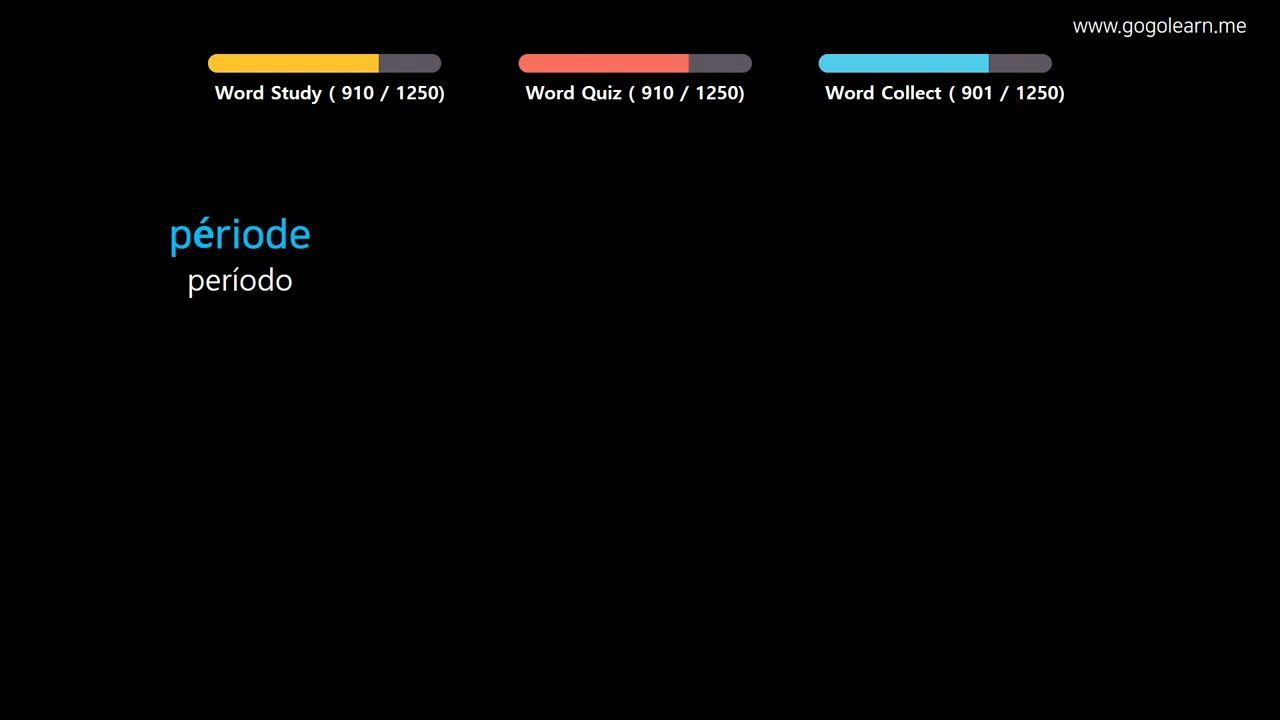 www.gogolearn.me
Word Study ( 910 / 1250)
Word Quiz ( 910 / 1250)
Word Collect ( 901 / 1250)
période
período